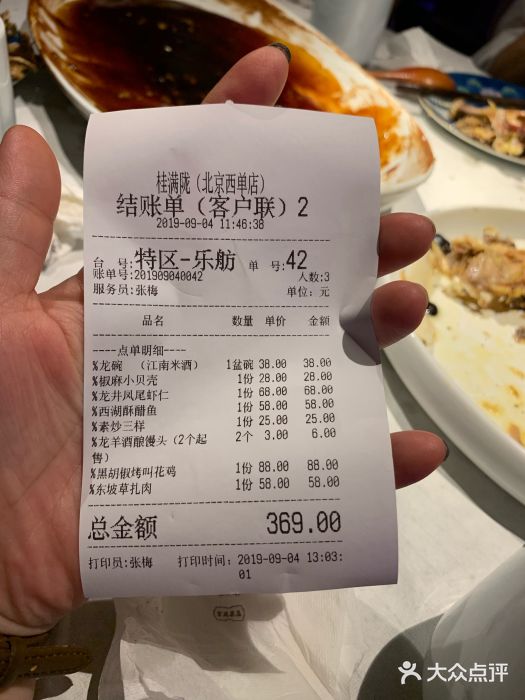 桂满陇（北京西单店）
结账单（客户联）2
2019-09-04 11:46:38
台 号:特区-乐舫 单 号:42
账单号:201909040042 人数:3
服务员:张梅 单位: 元
品名 数量 单价 金额
----点单明细----
%龙碗 （江南米酒） 1盆碗 38.00 38.00
%椒麻小贝壳 1份 28.00 28.00
%龙井凤尾虾仁 1份 68.00 68.00
%西湖酥醋鱼 1份 58.00 58.00
%素炒三样 1份 25.00 25.00
%龙羊酒酿馒头（2个起 2个 3.00 6.00
售）
%黑胡椒烤叫花鸡 1份 88.00 88.00
%东坡草扎肉 1份 58.00 58.00
总金额 369.00
打印员:张梅 打印时间: 2019-09-04 13:03:
01
大众点评